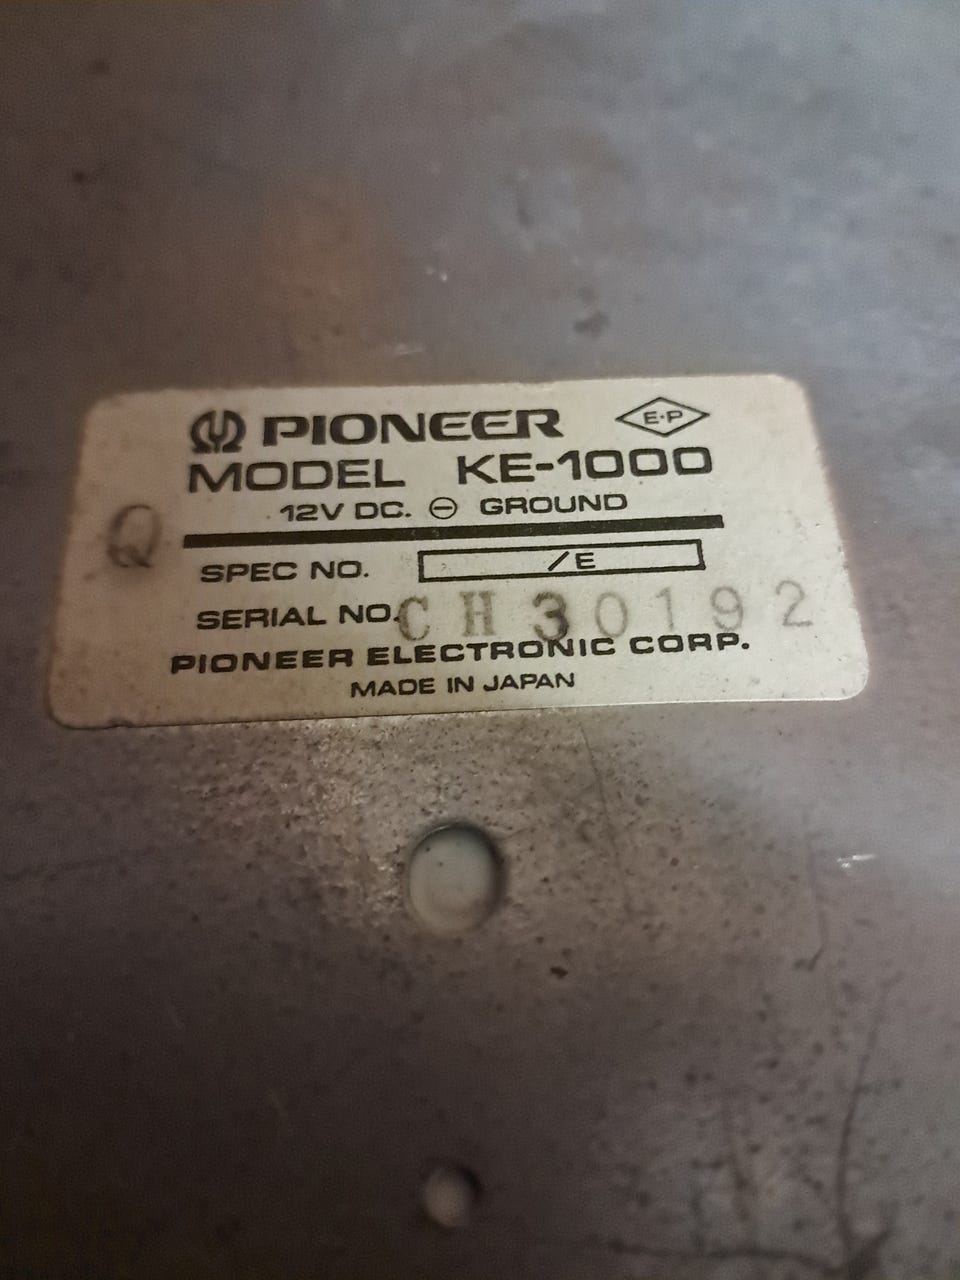 PIONEER E·P
MODEL KE-1000
12V DC. ⊖ GROUND
Q
SPEC NO. /E
SERIAL NO. CH30192
PIONEER ELECTRONIC CORP.
MADE IN JAPAN